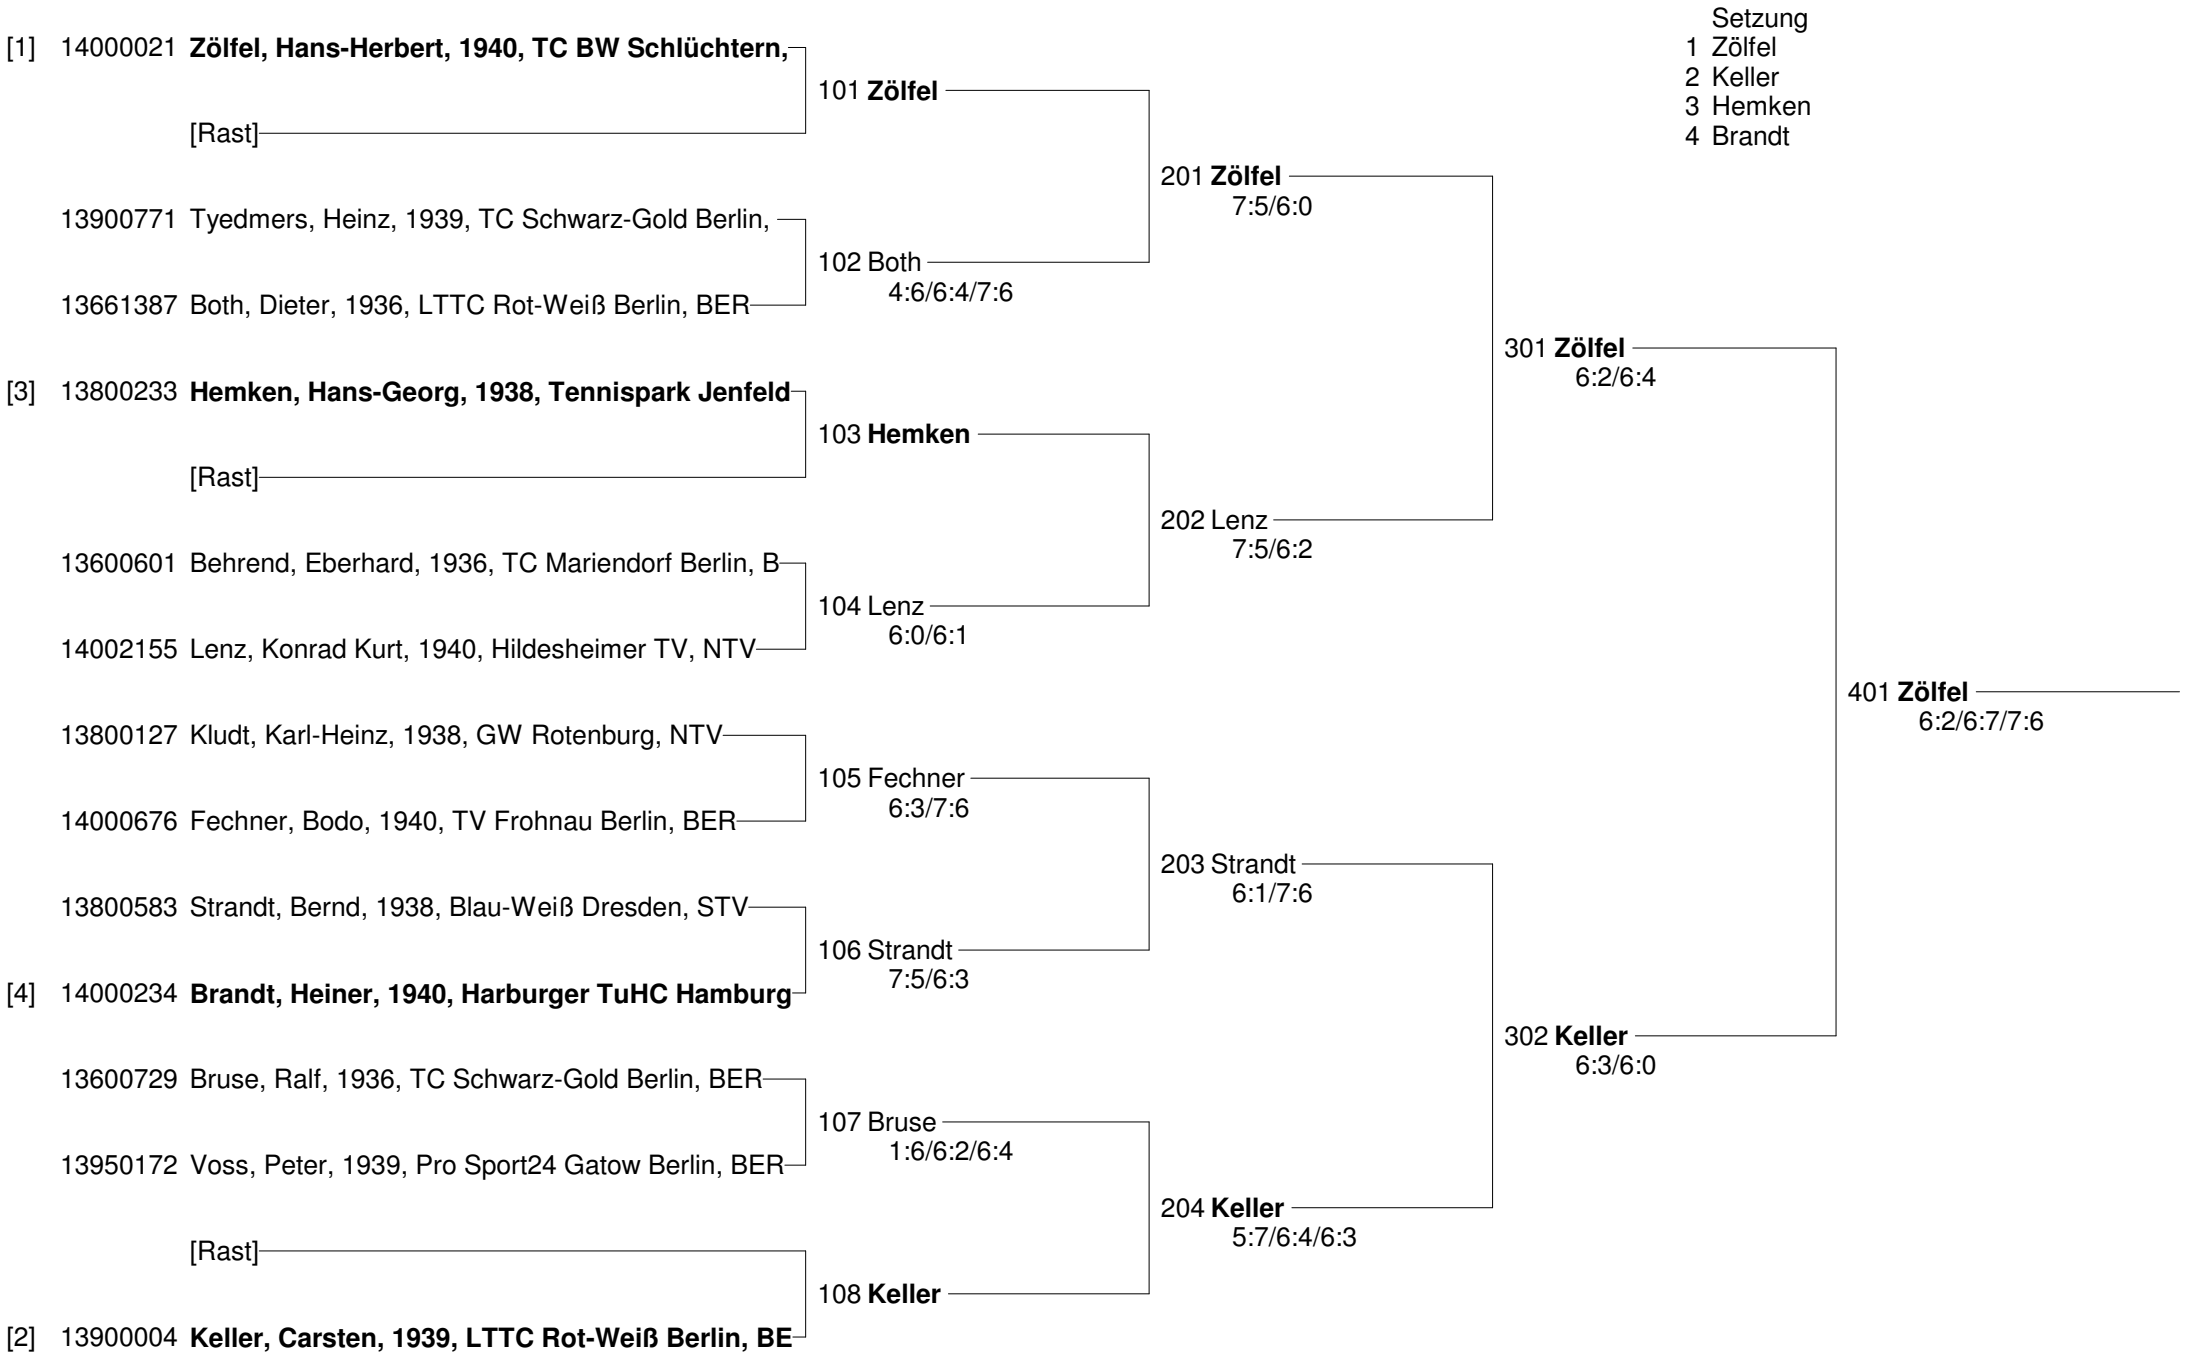 Setzung
1 Zölfel
2 Keller
3 Hemken
4 Brandt
[1] 14000021 Zölfel, Hans-Herbert, 1940, TC BW Schlüchtern,
[Rast]
13900771 Tyedmers, Heinz, 1939, TC Schwarz-Gold Berlin,
13661387 Both, Dieter, 1936, LTTC Rot-Weiß Berlin, BER
[3] 13800233 Hemken, Hans-Georg, 1938, Tennispark Jenfeld
[Rast]
13600601 Behrend, Eberhard, 1936, TC Mariendorf Berlin, B
14002155 Lenz, Konrad Kurt, 1940, Hildesheimer TV, NTV
13800127 Kludt, Karl-Heinz, 1938, GW Rotenburg, NTV
14000676 Fechner, Bodo, 1940, TV Frohnau Berlin, BER
13800583 Strandt, Bernd, 1938, Blau-Weiß Dresden, STV
[4] 14000234 Brandt, Heiner, 1940, Harburger TuHC Hamburg
13600729 Bruse, Ralf, 1936, TC Schwarz-Gold Berlin, BER
13950172 Voss, Peter, 1939, Pro Sport24 Gatow Berlin, BER
[Rast]
[2] 13900004 Keller, Carsten, 1939, LTTC Rot-Weiß Berlin, BE
101 Zölfel
102 Both
4:6/6:4/7:6
103 Hemken
104 Lenz
6:0/6:1
105 Fechner
6:3/7:6
106 Strandt
7:5/6:3
107 Bruse
1:6/6:2/6:4
108 Keller
201 Zölfel
7:5/6:0
202 Lenz
7:5/6:2
203 Strandt
6:1/7:6
204 Keller
5:7/6:4/6:3
301 Zölfel
6:2/6:4
302 Keller
6:3/6:0
401 Zölfel
6:2/6:7/7:6